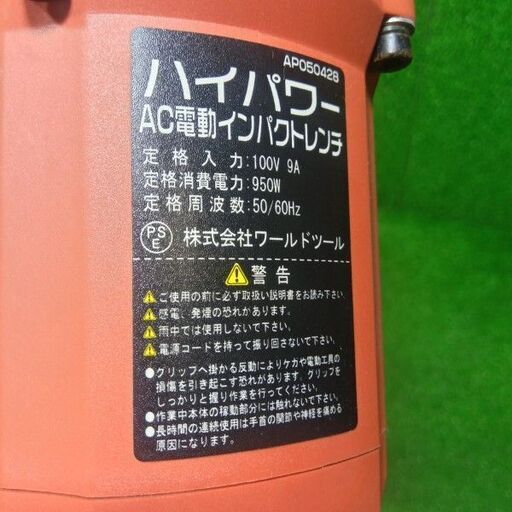 APO50428
ハイパワー
AC電動インパクトレンチ
定格入力:100V 9A
定格消費電力:950W
定格周波数:50/60Hz
PS
E 株式会社ワールドツール
警告
ご使用の前に必ず取扱い説明書をお読み下さい。
感電、発煙の恐れがあります。
雨中では使用しないで下さい。
電源コードを持って振り回さないで下さい。
●グリップへ掛かる反動によりケガや電動工具の
損傷を引き起こす恐れがあります。グリップを
しっかりと握り作業を行ってください。
●作業中本体の稼動部分には触れないで下さい。
●長時間の連続使用は手首の関節や神経を痛める
原因になります。